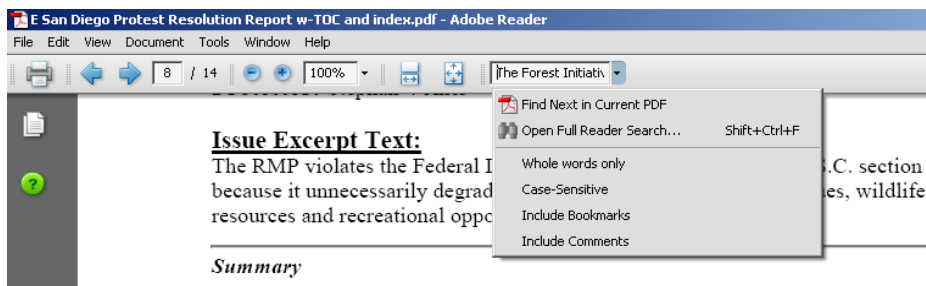 E San Diego Protest Resolution Report w-TOC and index.pdf - Adobe Reader
File Edit View Document Tools Window Help
8 / 14 100% The Forest Initiativ
Find Next in Current PDF
Open Full Reader Search... Shift+Ctrl+F
Whole words only
Case-Sensitive
Include Bookmarks
Include Comments
Issue Excerpt Text:
The RMP violates the Federal .C. section
because it unnecessarily degrad es, wildlife
resources and recreational oppo
Summary